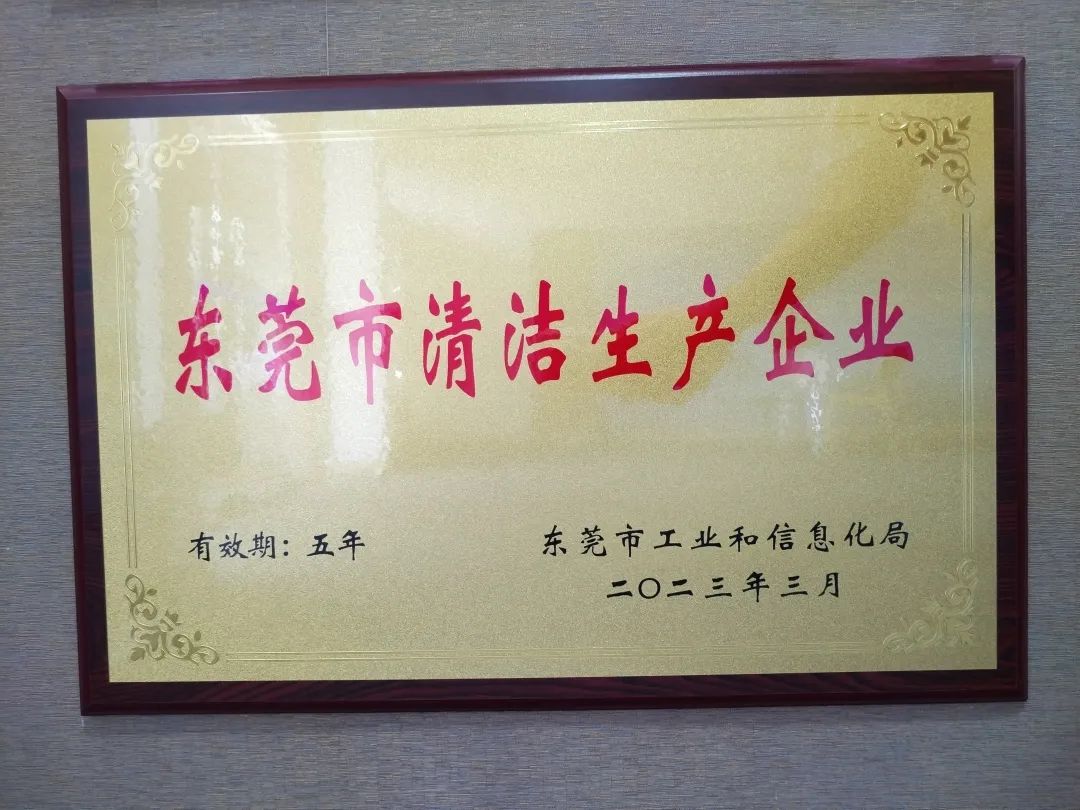 东莞市清洁生产企业
有效期：五年
东莞市工业和信息化局
二〇二三年三月